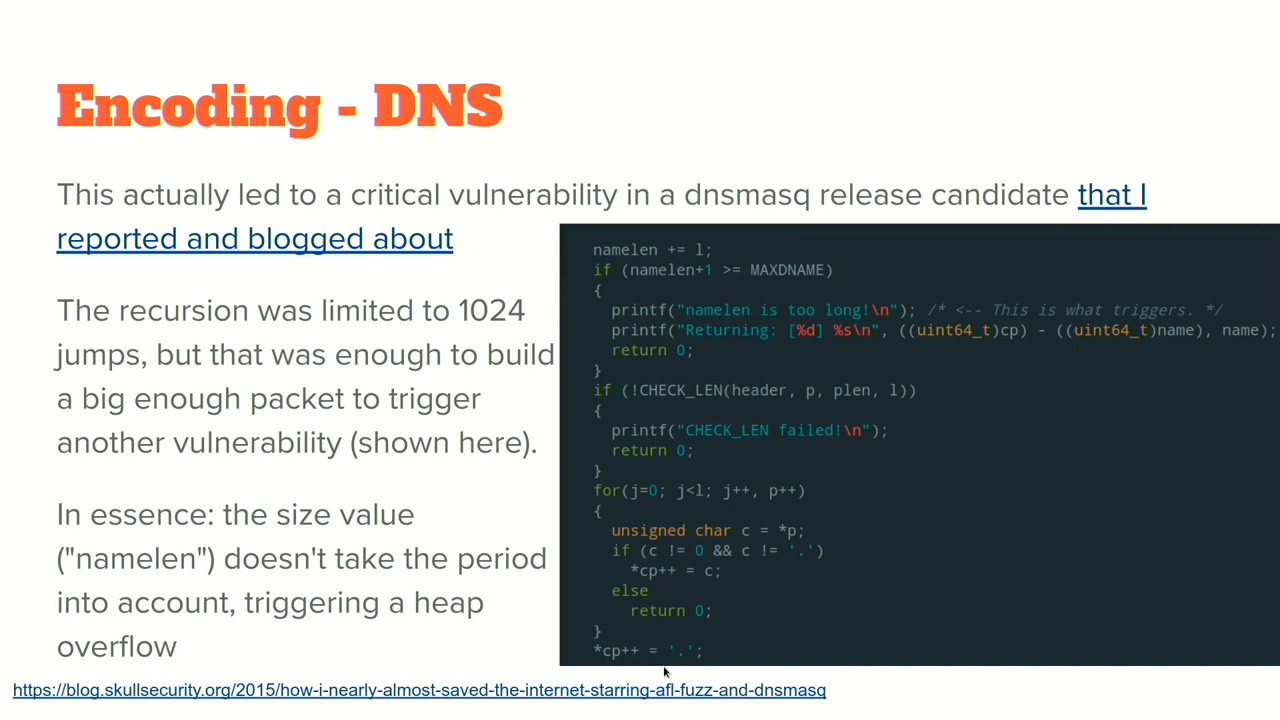 Encoding - DNS
This actually led to a critical vulnerability in a dnsmasq release candidate that I
reported and blogged about
The recursion was limited to 1024
jumps, but that was enough to build
a big enough packet to trigger
another vulnerability (shown here).
In essence: the size value
("namelen") doesn't take the period
into account, triggering a heap
overflow
namelen += l;
if (namelen+1 >= MAXDNAME)
{
printf("namelen is too long!\n"); /* <-- This is what triggers. */
printf("Returning: [%d] %s\n", ((uint64_t)cp) - ((uint64_t)name), name);
return 0;
}
if (!CHECK_LEN(header, p, plen, l))
{
printf("CHECK_LEN failed!\n");
return 0;
}
for(j=0; j<l; j++, p++)
{
unsigned char c = *p;
if (c != 0 && c != '.')
*cp++ = c;
else
return 0;
}
*cp++ = '.';
https://blog.skullsecurity.org/2015/how-i-nearly-almost-saved-the-internet-starring-afl-fuzz-and-dnsmasq